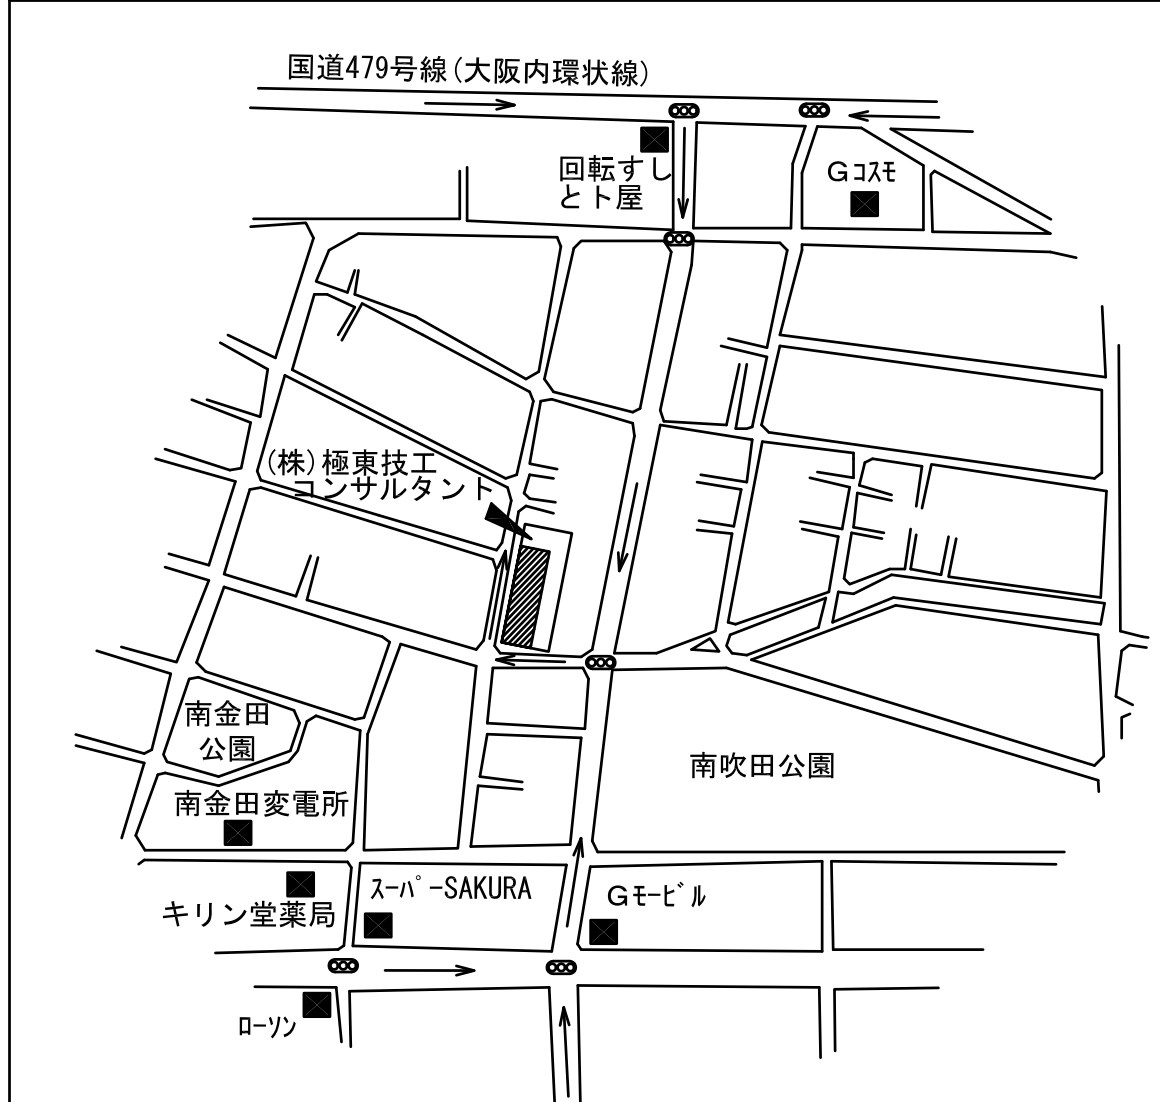 国道479号線(大阪内環状線)
回転すし
とト屋
Gコスモ
(株)極東技工
コンサルタント
南金田
公園
南吹田公園
南金田変電所
スーパーSAKURA
Gモービル
キリン堂薬局
ローソン